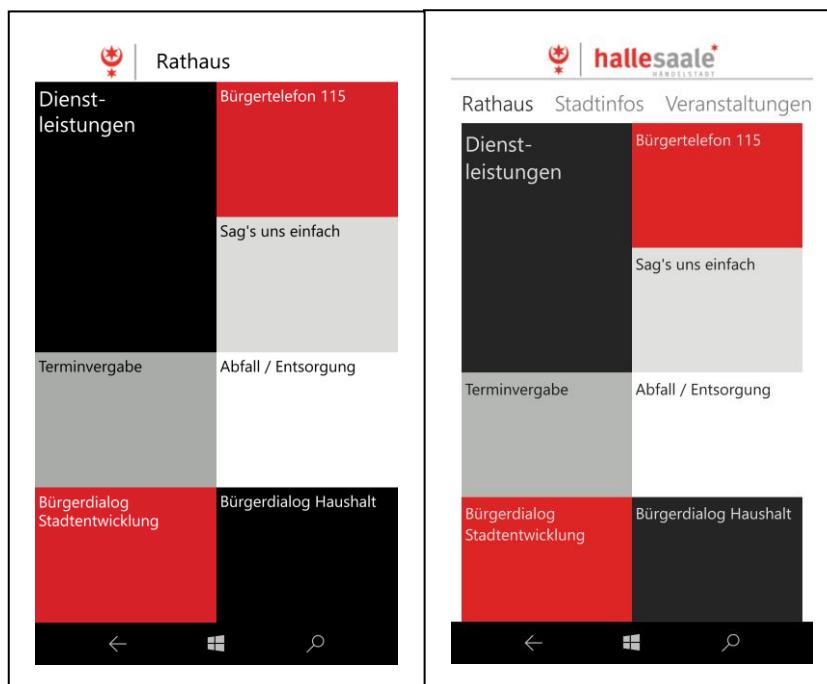 Rathaus
Dienst-
leistungen
Bürgertelefon 115
Sag's uns einfach
Terminvergabe
Abfall / Entsorgung
Bürgerdialog
Stadtentwicklung
Bürgerdialog Haushalt
hallesaale*
HÄNDELSTADT
Rathaus Stadtinfos Veranstaltungen
Dienst-
leistungen
Bürgertelefon 115
Sag's uns einfach
Terminvergabe
Abfall / Entsorgung
Bürgerdialog
Stadtentwicklung
Bürgerdialog Haushalt